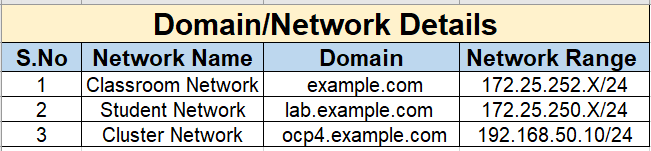 Domain/Network Details
S.No Network Name Domain Network Range
1 Classroom Network example.com 172.25.252.X/24
2 Student Network lab.example.com 172.25.250.X/24
3 Cluster Network ocp4.example.com 192.168.50.10/24